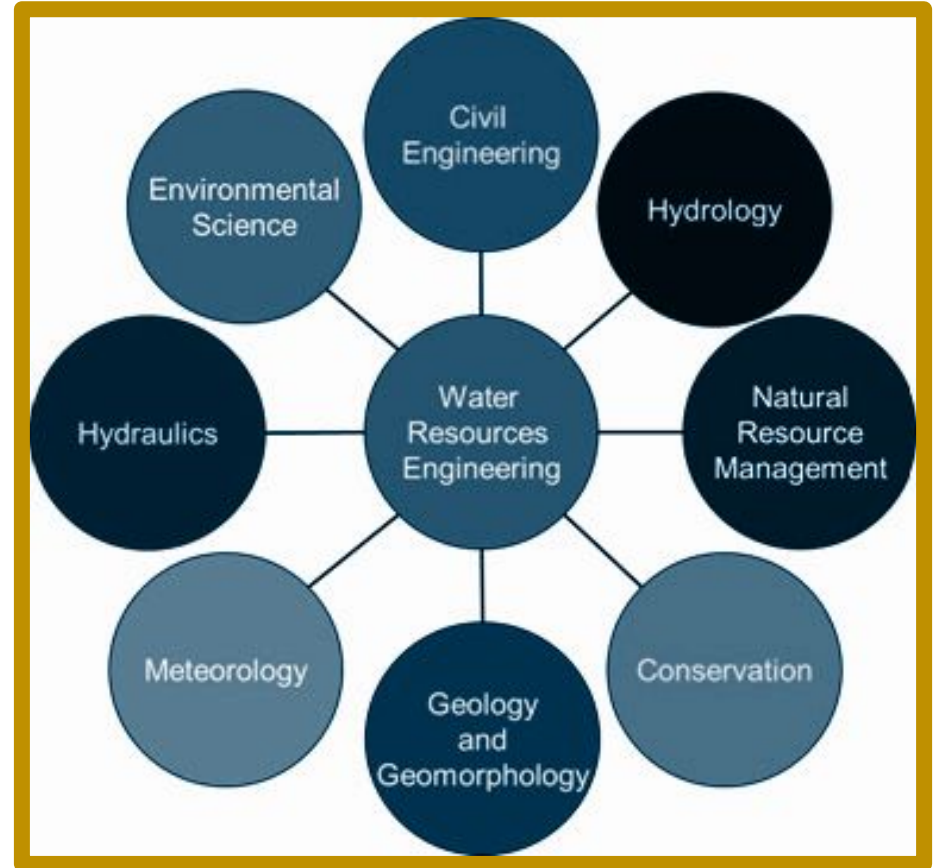 Civil
Engineering
Environmental
Science
Hydrology
Water
Resources
Engineering
Hydraulics
Natural
Resource
Management
Meteorology
Conservation
Geology
and
Geomorphology